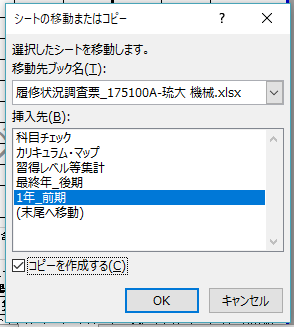 シートの移動またはコピー
選択したシートを移動します。
移動先ブック名(T):
履修状況調査票_175100A-琉大 機械.xlsx
挿入先(B):
科目チェック
カリキュラム・マップ
習得レベル等集計
最終年_後期
1年_前期
(末尾へ移動)
コピーを作成する(C)
OK キャンセル